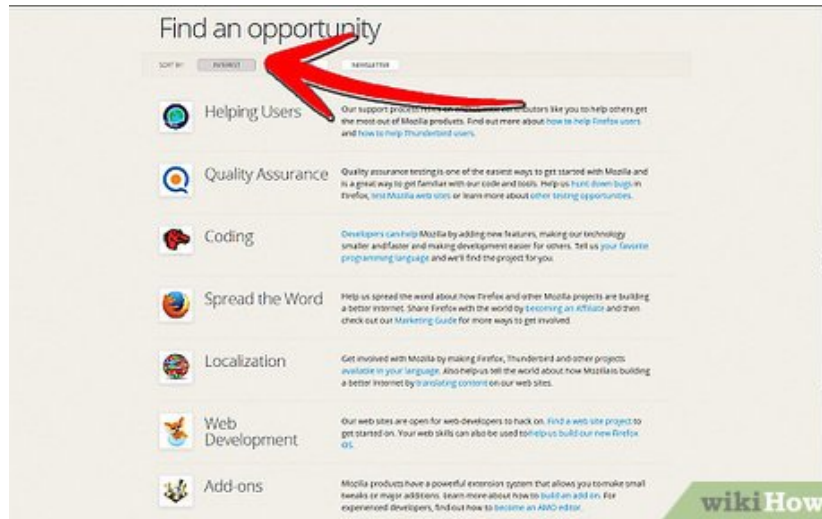 Find an opportunity
SORT BY: INTEREST NEWSLETTER
Helping Users
Our support process relies on contributors like you to help others get
the most out of Mozilla products. Find out more about how to help Firefox users
and how to help Thunderbird users.
Quality Assurance
Quality assurance testing is one of the easiest ways to get started with Mozilla and
is a great way to get familiar with our code and tools. Help us hunt down bugs in
Firefox, test Mozilla web sites or learn more about other testing opportunities.
Coding
Developers can help Mozilla by adding new features, making our technology
smaller and faster and making development easier for others. Tell us your favorite
programming language and we'll find the project for you.
Spread the Word
Help us spread the word about how Firefox and other Mozilla projects are building
a better Internet. Share Firefox with the world by becoming an Affiliate and then
check out our Marketing Guide for more ways to get involved.
Localization
Get involved with Mozilla by making Firefox, Thunderbird and other projects
available in your language. Also help us tell the world about how Mozilla is building
a better Internet by translating content on our web sites.
Web
Development
Our web sites are open for web developers to hack on. Find a web site project to
get started on. Your web skills can also be used to help us build our new Firefox
OS.
Add-ons
Mozilla products have a powerful extension system that allows you to make small
tweaks or major additions. Learn more about how to build an add on. For
experienced developers, find out how to become an AMO editor.
wikiHow